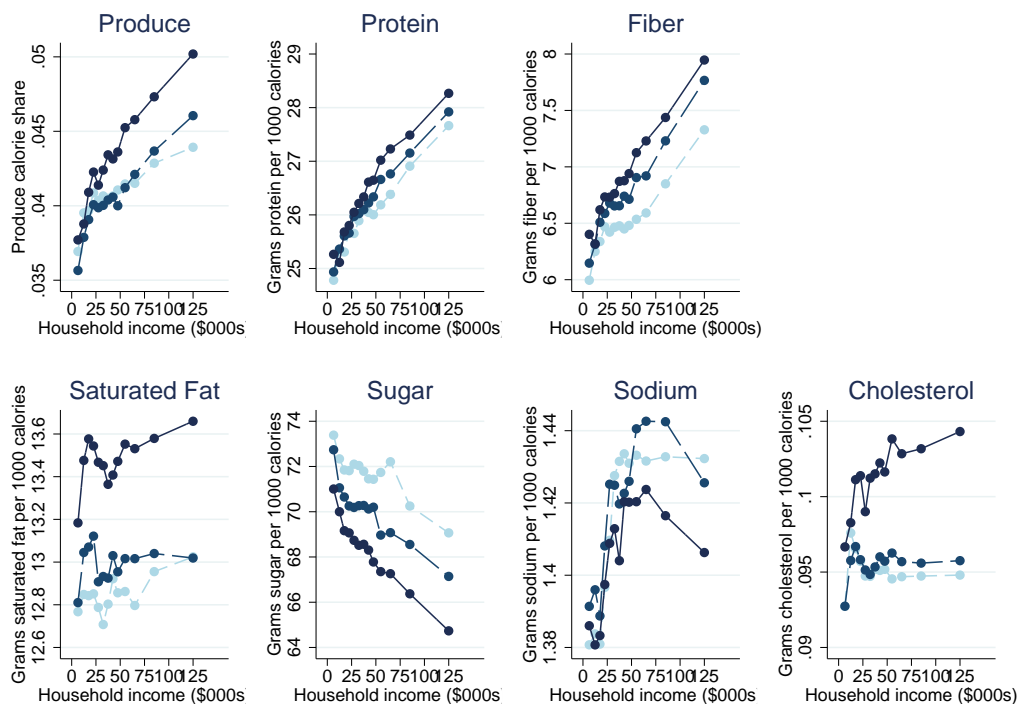 Produce
Produce calorie share
.035 .04 .045 .05
0 25 50 75 100 125
Household income ($000s)
Protein
Grams protein per 1000 calories
25 26 27 28 29
0 25 50 75 100 125
Household income ($000s)
Fiber
Grams fiber per 1000 calories
6 6.5 7 7.5 8
0 25 50 75 100 125
Household income ($000s)
Saturated Fat
Grams saturated fat per 1000 calories
12.6 12.8 13 13.2 13.4 13.6
0 25 50 75 100 125
Household income ($000s
Sugar
Grams sugar per 1000 calories
64 66 68 70 72 74
0 25 50 75 100 125
Household income ($000s
Sodium
Grams sodium per 1000 calories
1.38 1.4 1.42 1.44
0 25 50 75 100 125
Household income ($000s
Cholesterol
Grams cholesterol per 1000 calories
.09 .095 .1 .105
0 25 50 75 100 125
Household income ($000s)